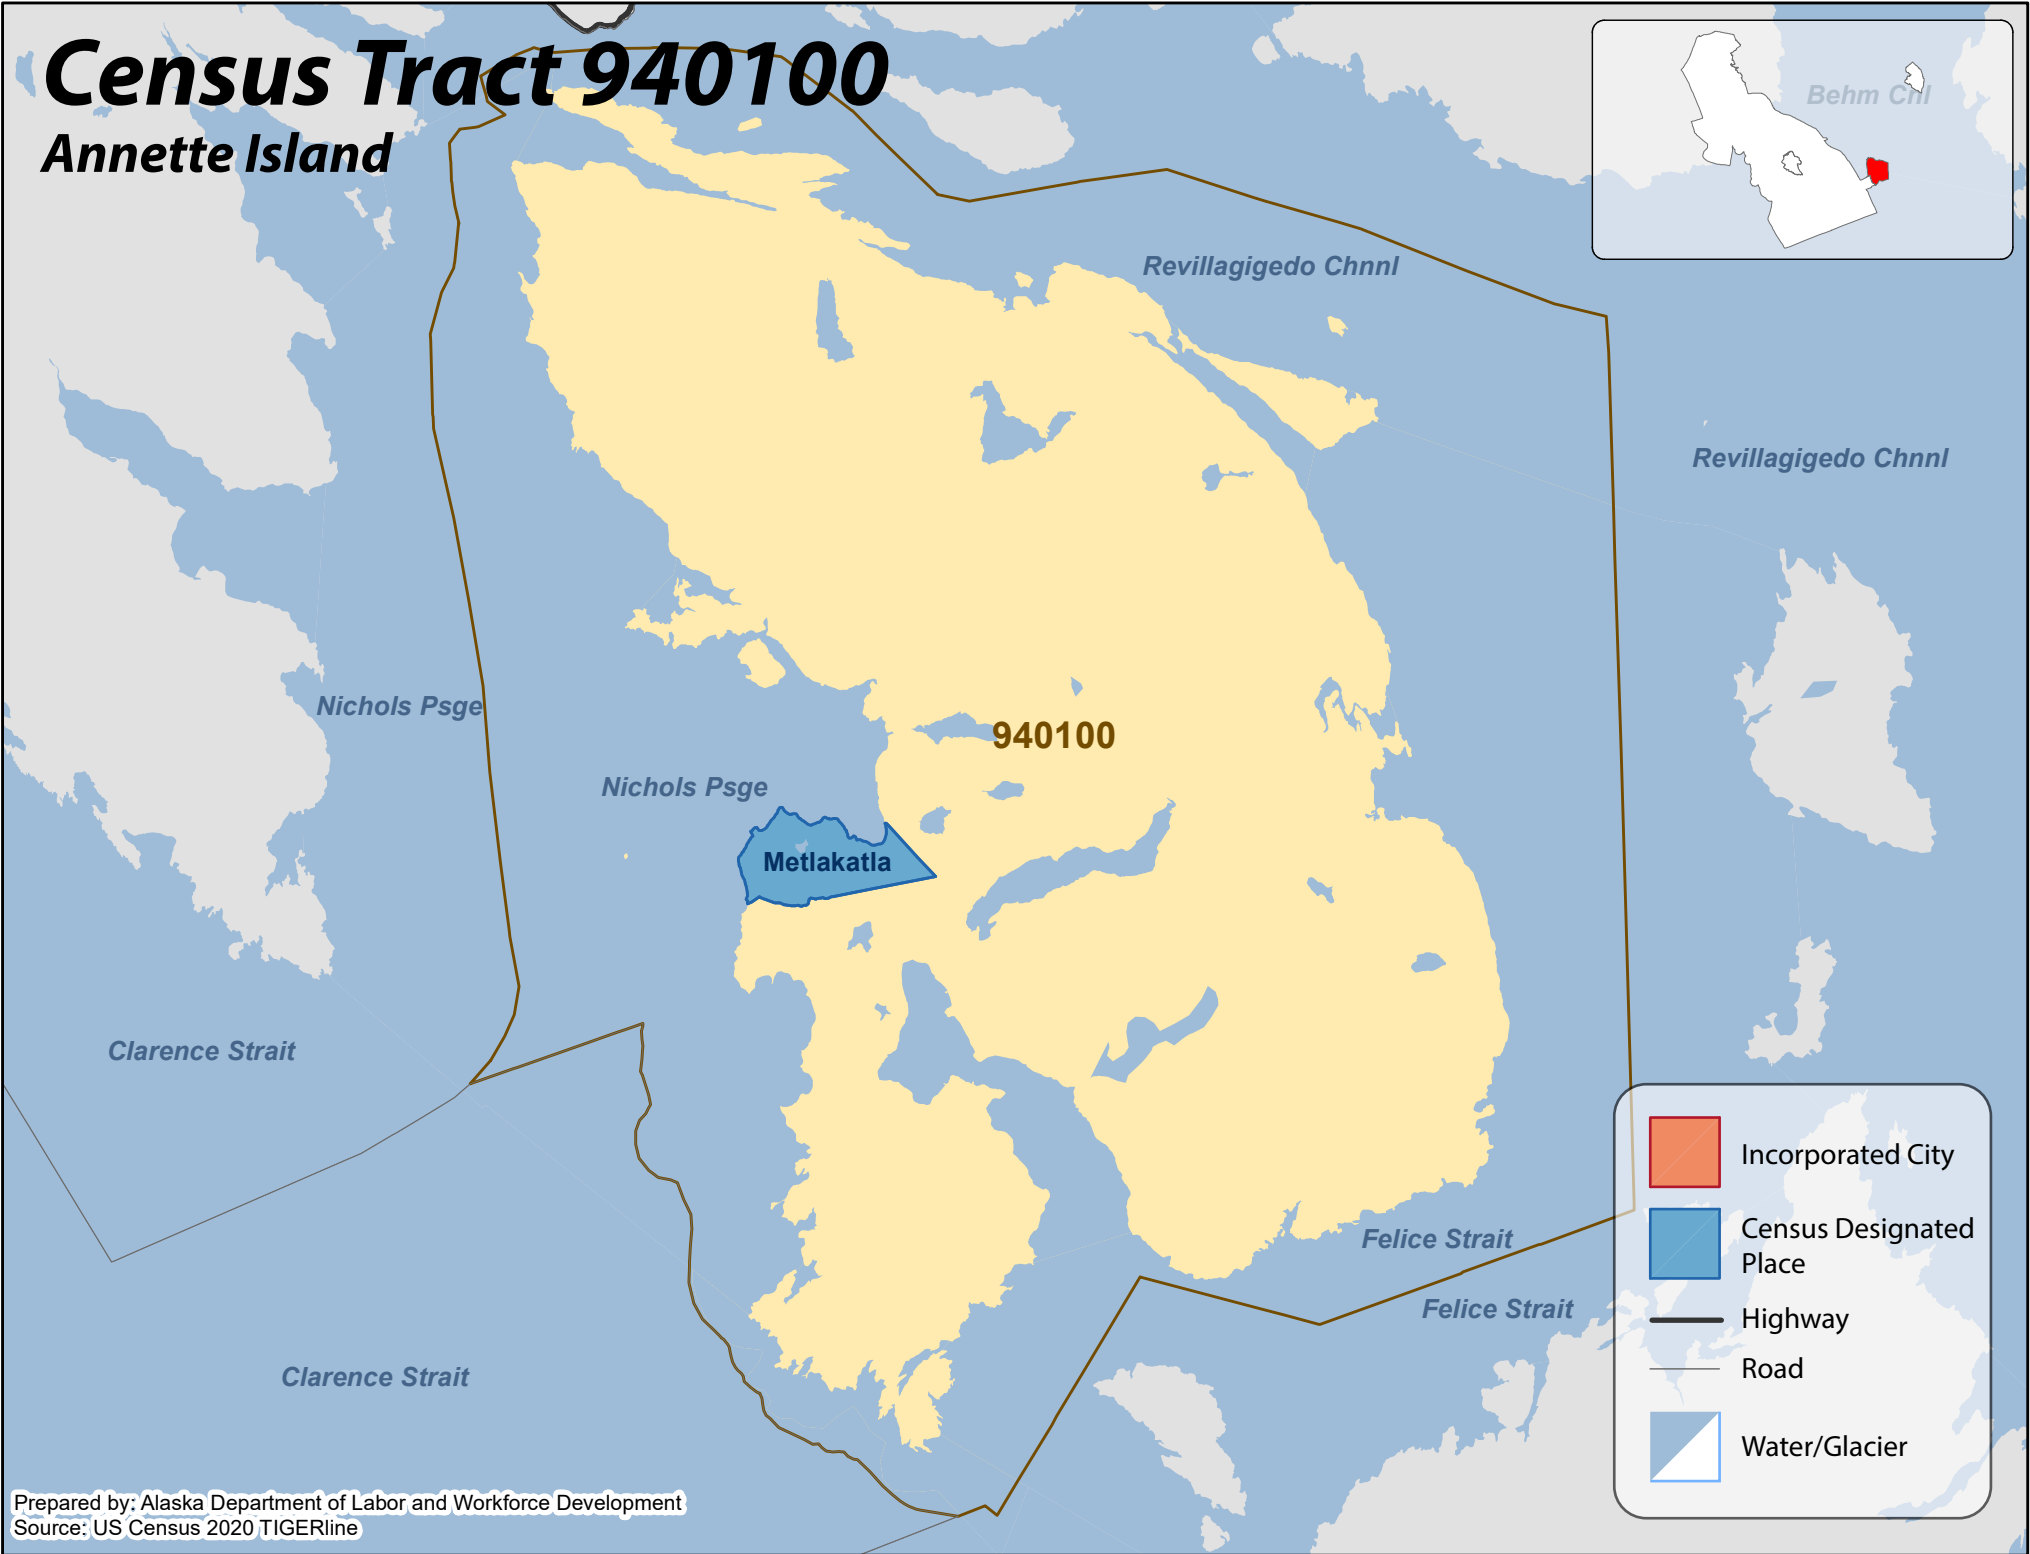 Census Tract 940100
Annette Island
Behm Cnl
Revillagigedo Chnnl
Revillagigedo Chnnl
Nichols Psge
940100
Nichols Psge
Metlakatla
Clarence Strait
Felice Strait
Felice Strait
Clarence Strait
Incorporated City
Census Designated
Place
Highway
Road
Water/Glacier
Prepared by: Alaska Department of Labor and Workforce Development
Source: US Census 2020 TIGERline